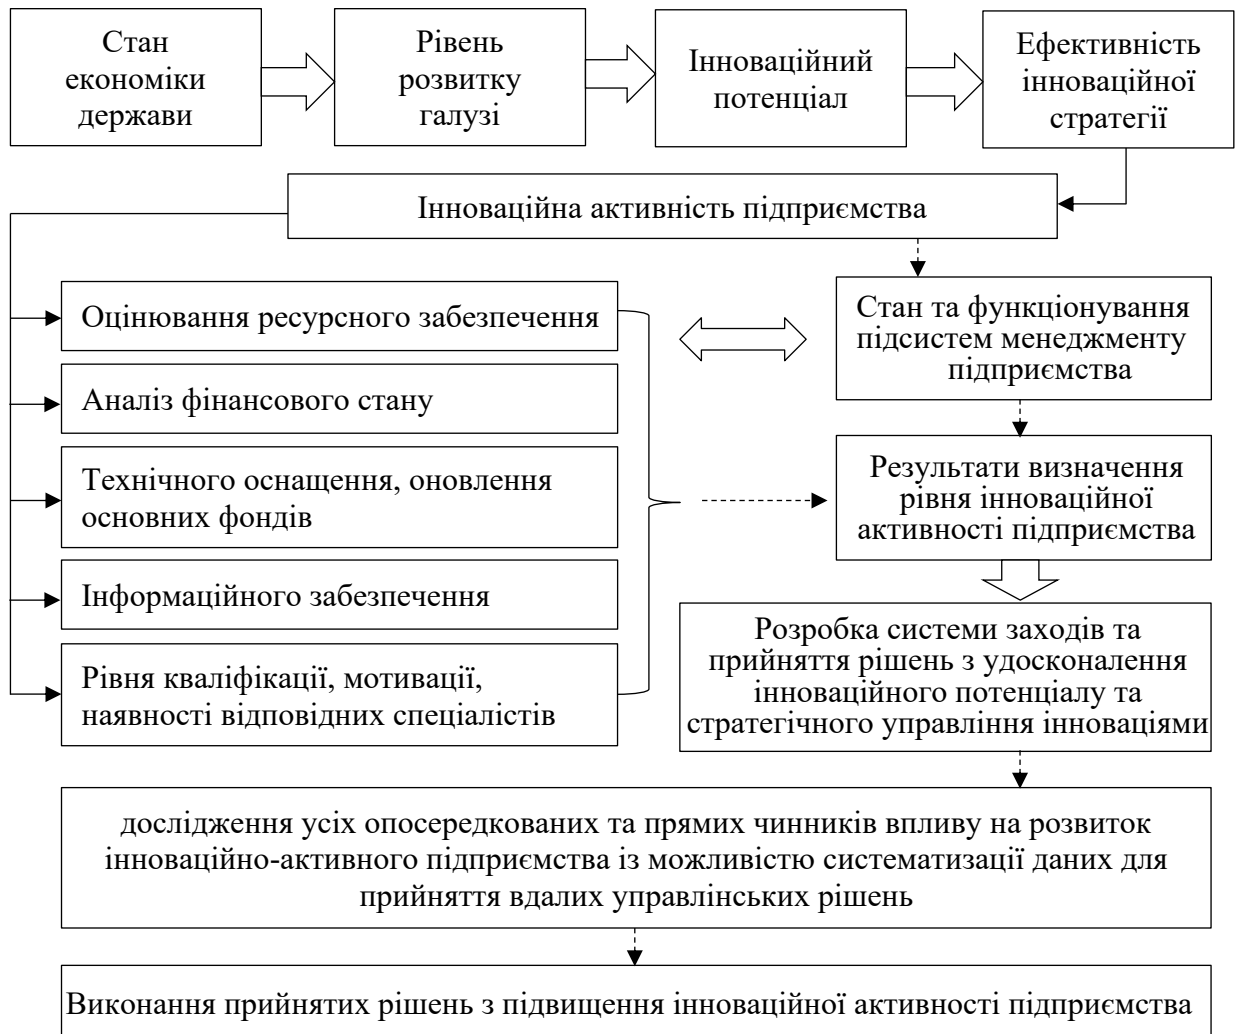 Стан
економіки
держави
Рівень
розвитку
галузі
Інноваційний
потенціал
Ефективність
інноваційної
стратегії
Інноваційна активність підприємства
Оцінювання ресурсного забезпечення
Аналіз фінансового стану
Технічного оснащення, оновлення
основних фондів
Інформаційного забезпечення
Рівня кваліфікації, мотивації,
наявності відповідних спеціалістів
Стан та функціонування
підсистем менеджменту
підприємства
Результати визначення
рівня інноваційної
активності підприємства
Розробка системи заходів та
прийняття рішень з удосконалення
інноваційного потенціалу та
стратегічного управління інноваціями
дослідження усіх опосередкованих та прямих чинників впливу на розвиток
інноваційно-активного підприємства із можливістю систематизації даних для
прийняття вдалих управлінських рішень
Виконання прийнятих рішень з підвищення інноваційної активності підприємства